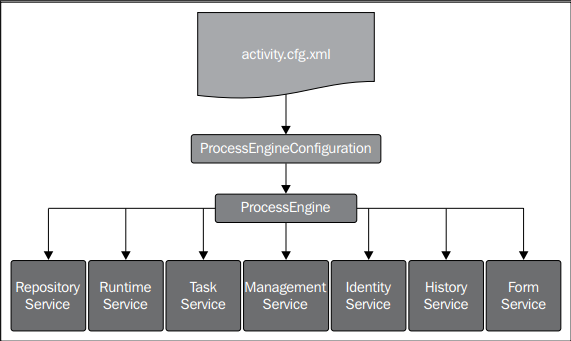 activity.cfg.xml
ProcessEngineConfiguration
ProcessEngine
Repository
Service
Runtime
Service
Task
Service
Management
Service
Identity
Service
History
Service
Form
Service